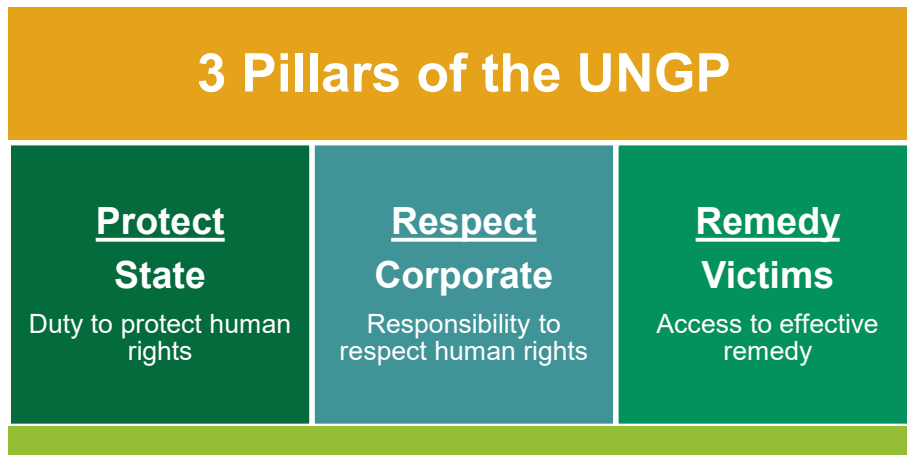 3 Pillars of the UNGP
Protect
State
Duty to protect human
rights
Respect
Corporate
Responsibility to
respect human rights
Remedy
Victims
Access to effective
remedy